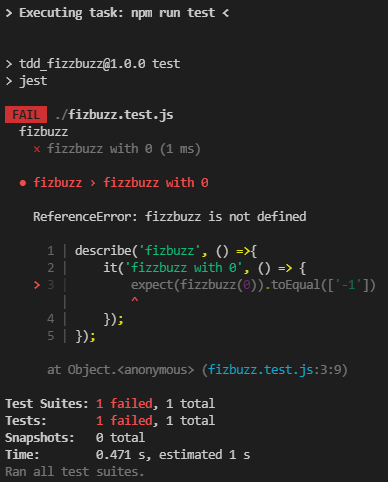 > Executing task: npm run test <
> tdd_fizzbuzz@1.0.0 test
> jest
FAIL ./fizbuzz.test.js
fizbuzz
× fizzbuzz with 0 (1 ms)
● fizbuzz › fizzbuzz with 0
ReferenceError: fizzbuzz is not defined
1 | describe('fizbuzz', () =>{
2 |     it('fizzbuzz with 0', () => {
> 3 |         expect(fizzbuzz(0)).toEqual(['-1'])
|         ^
4 |     });
5 | });
at Object.<anonymous> (fizbuzz.test.js:3:9)
Test Suites: 1 failed, 1 total
Tests:       1 failed, 1 total
Snapshots:   0 total
Time:        0.471 s, estimated 1 s
Ran all test suites.